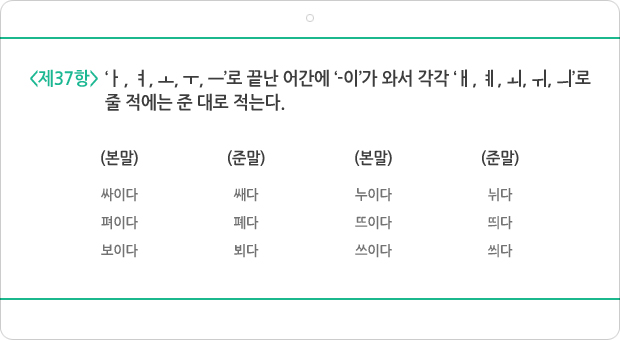 <제37항> ‘ㅏ, ㅕ, ㅗ, ㅜ, ㅡ’로 끝난 어간에 ‘-이’가 와서 각각 ‘ㅐ, ㅖ, ㅚ, ㅟ, ㅢ’로
줄 적에는 준 대로 적는다.
(본말) (준말) (본말) (준말)
싸이다 쌔다 누이다 뉘다
펴이다 폐다 뜨이다 띄다
보이다 뵈다 쓰이다 씌다